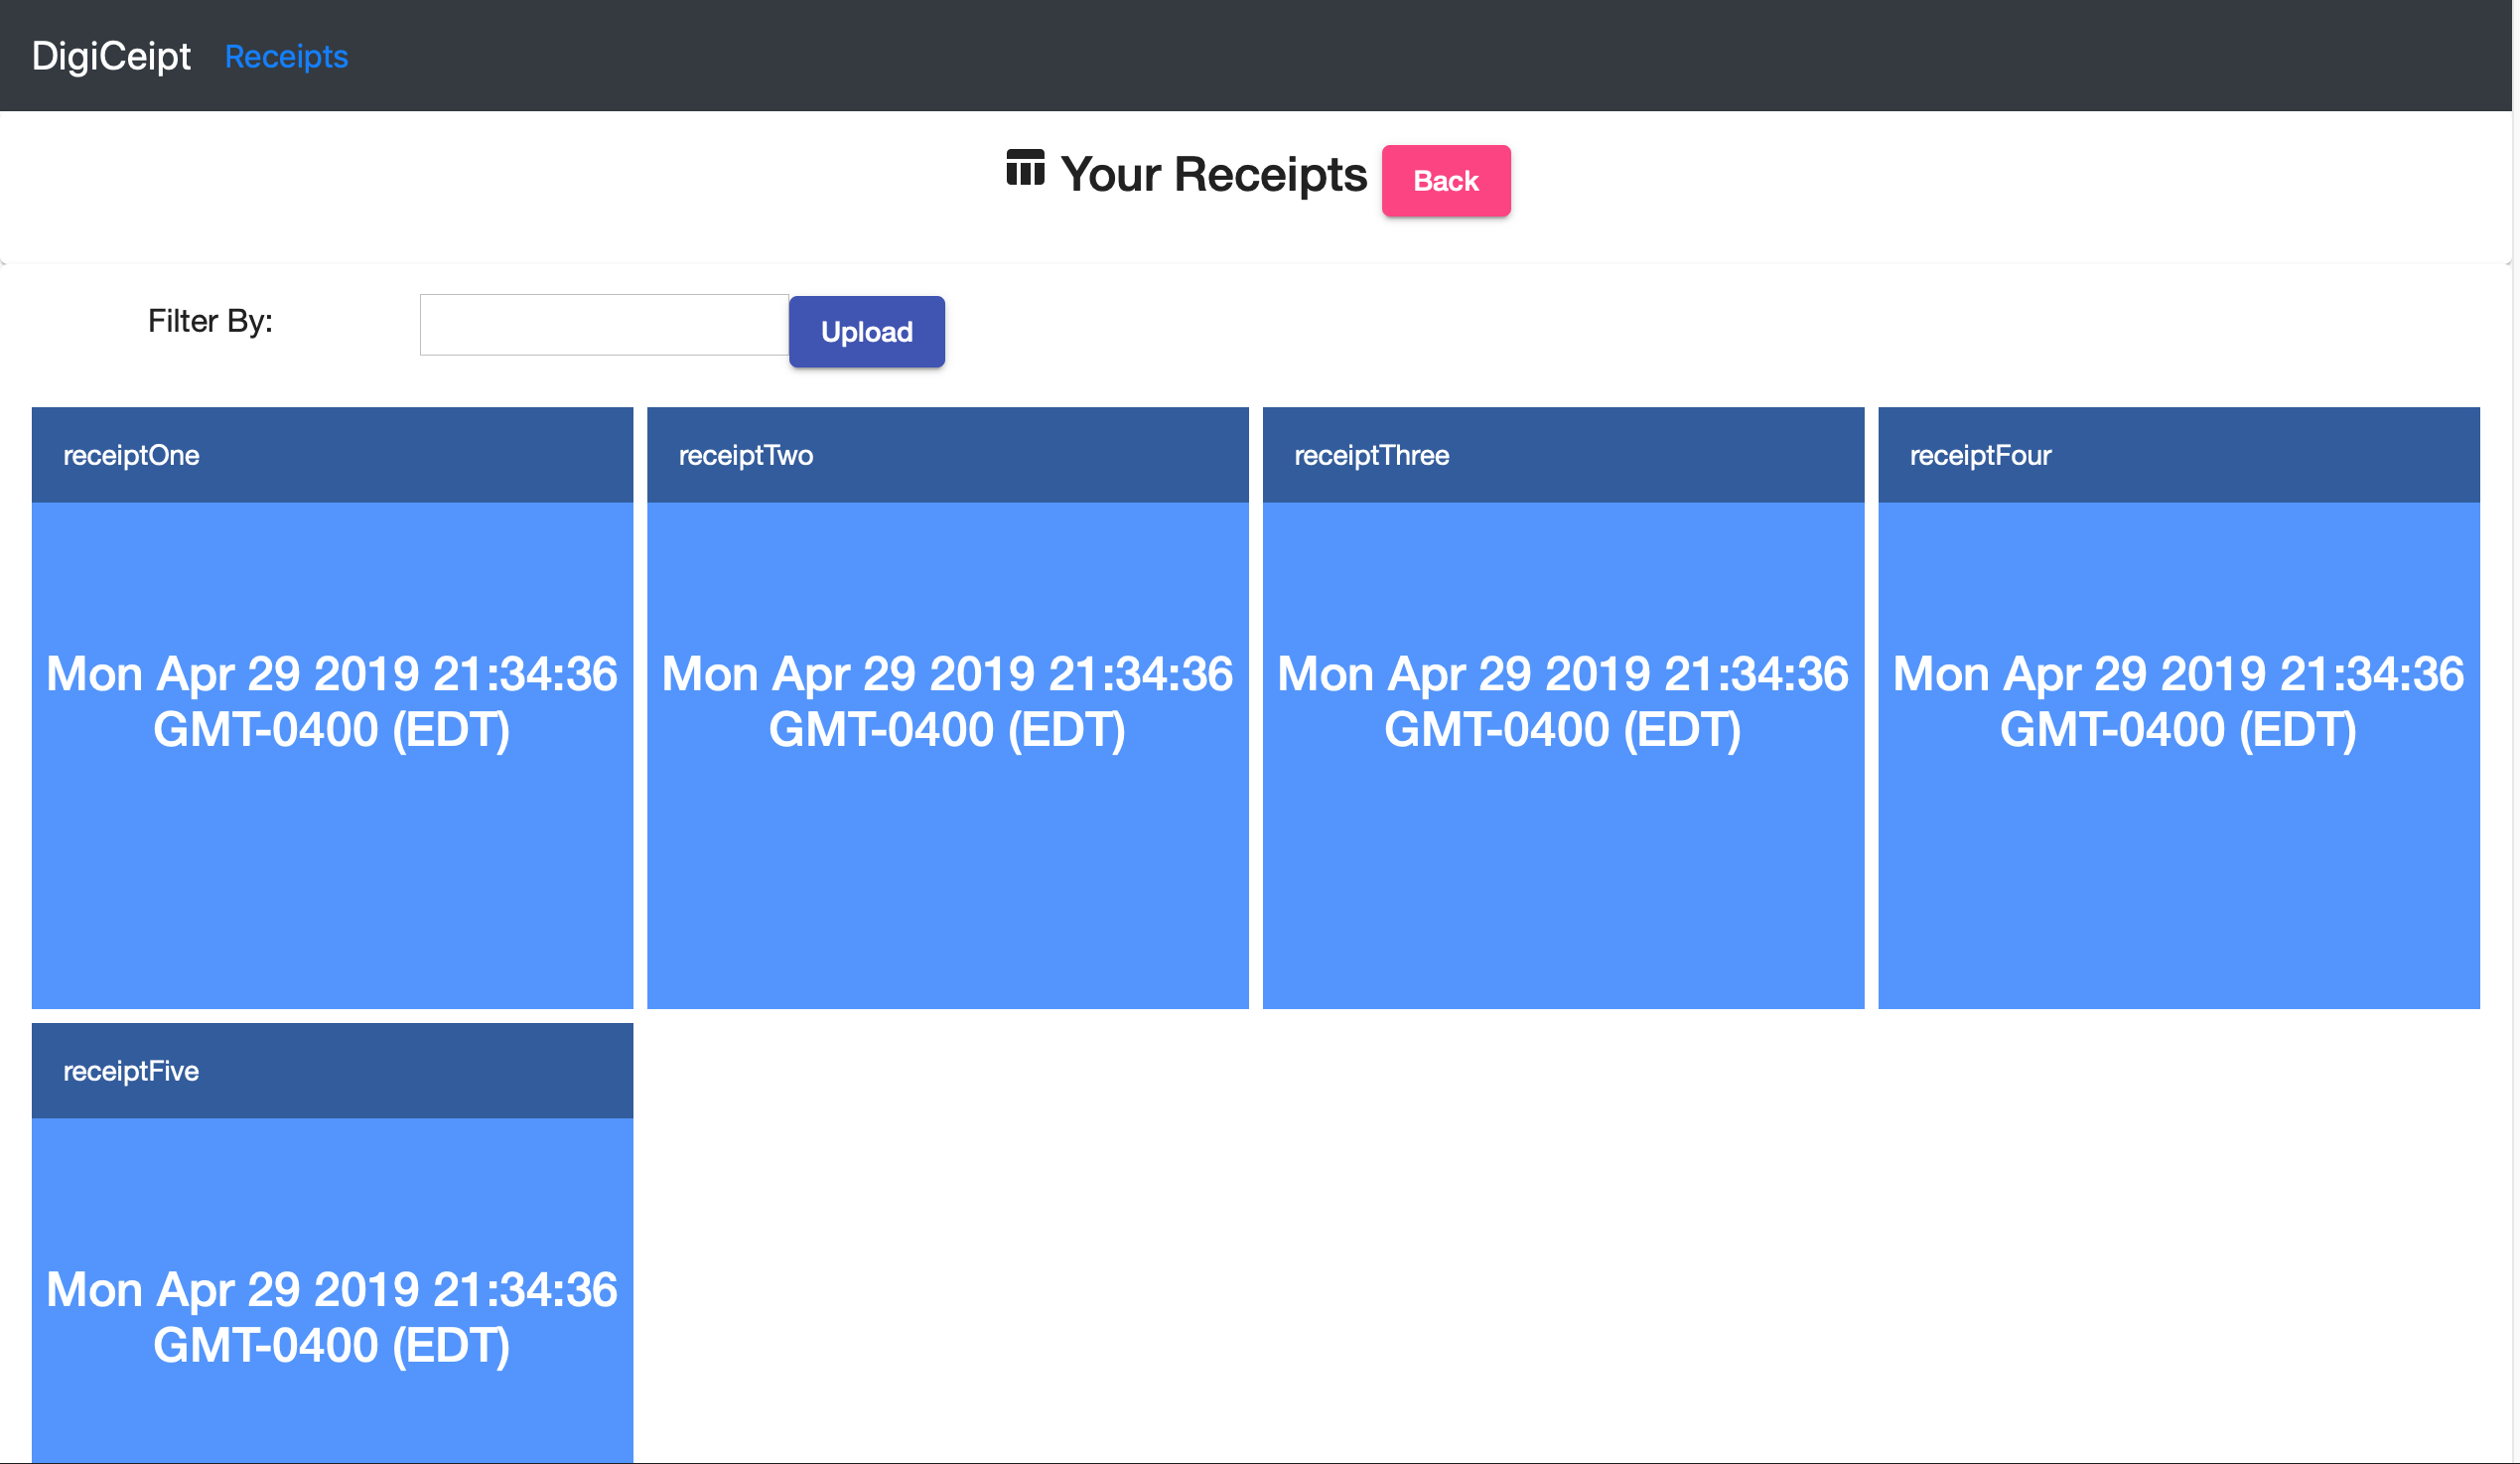 DigiCeipt Receipts
Your Receipts Back
Filter By: Upload
receiptOne receiptTwo receiptThree receiptFour
Mon Apr 29 2019 21:34:36 Mon Apr 29 2019 21:34:36 Mon Apr 29 2019 21:34:36 Mon Apr 29 2019 21:34:36
GMT-0400 (EDT) GMT-0400 (EDT) GMT-0400 (EDT) GMT-0400 (EDT)
receiptFive
Mon Apr 29 2019 21:34:36
GMT-0400 (EDT)